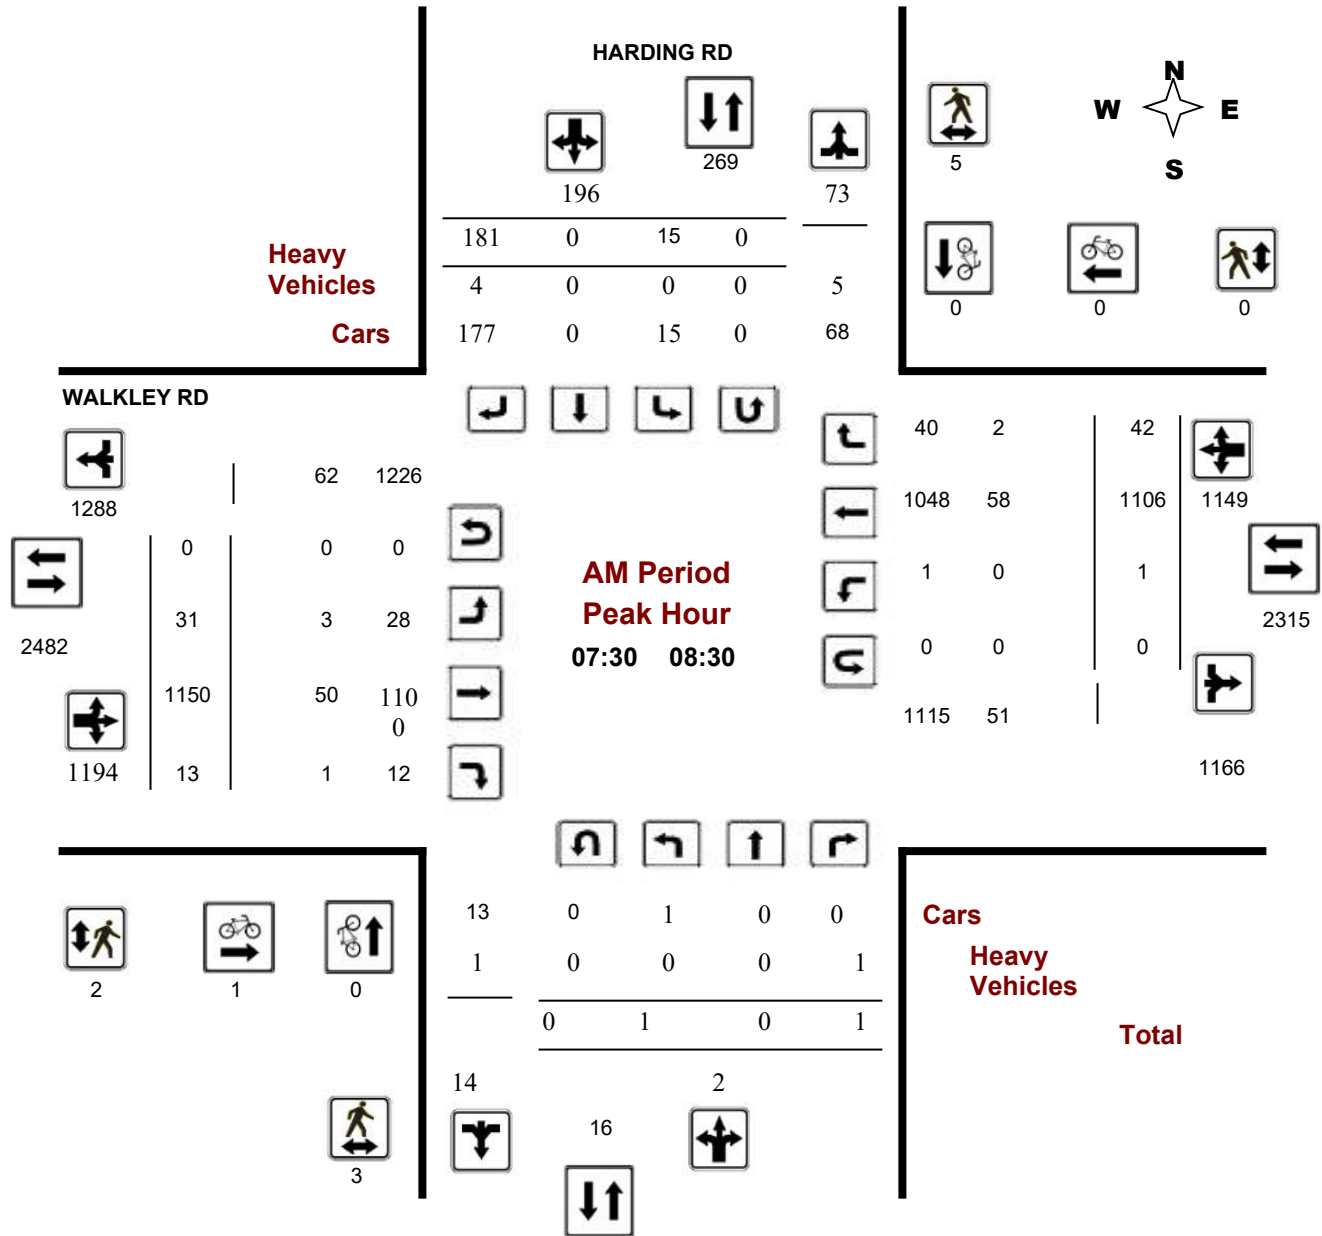 HARDING RD
N
W E
S
269
5
196
73
181 0 15 0
Heavy
Vehicles
4 0 0 0 5
0 0 0
Cars
177 0 15 0 68
WALKLEY RD
40 2 42
62 1226
1288
1048 58 1106 1149
0 0 0
AM Period
1 0 1
31 3 28
Peak Hour
2315
2482
07:30 08:30
0 0 0
1150 50 110
0
1115 51
1194 13 1 12
1166
13 0 1 0 0
Cars
1 0 0 0 1
Heavy
Vehicles
2 1 0
0 1 0 1
Total
14 2
16
3